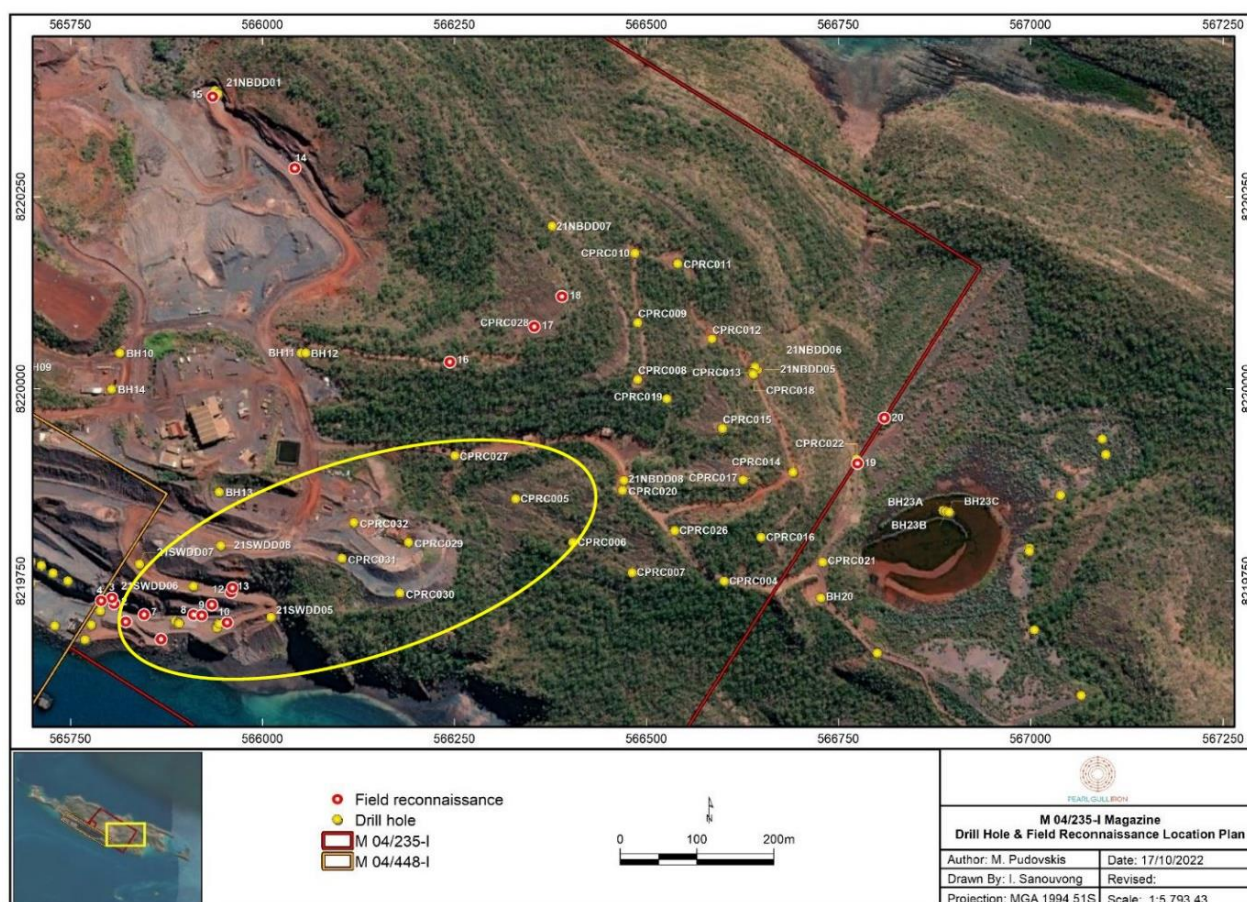 565750 566000 566250 566500 566750 567000 567250
21NBDD01
15
14
8220250
8220250
21NBDD07
CPRC010
CPRC011
18
CPRC028
17
CPRC009
CPRC012
BH10
BH11
BH12
16
21NBDD06
H09
CPRC013
21NBDD05
CPRC008
BH14
CPRC018
8220000
8220000
CPRC019
20
CPRC015
CPRC022
CPRC027
CPRC014
19
BH13
21NBDD08
CPRC017
CPRC020
CPRC005
BH23A
BH23C
BH23B
CPRC032
CPRC026
CPRC016
CPRC029
CPRC006
21SWDD07
21SWDD08
CPRC031
CPRC021
CPRC007
CPRC004
8219750
8219750
21SWDD06
12
13
CPRC030
BH20
4
3
9
7
8
10
21SWDD05
565750 566000 566250 566500 566750 567000 567250
Field reconnaissance
Drill hole
M 04/235-I
M 04/448-I
N
0 100 200m
PEARL GULL IRON
M 04/235-I Magazine
Drill Hole & Field Reconnaissance Location Plan
Author: M. Pudovskis Date: 17/10/2022
Drawn By: I. Sanouvong Revised:
Projection: MGA 1994 51S Scale: 1:5,793.43